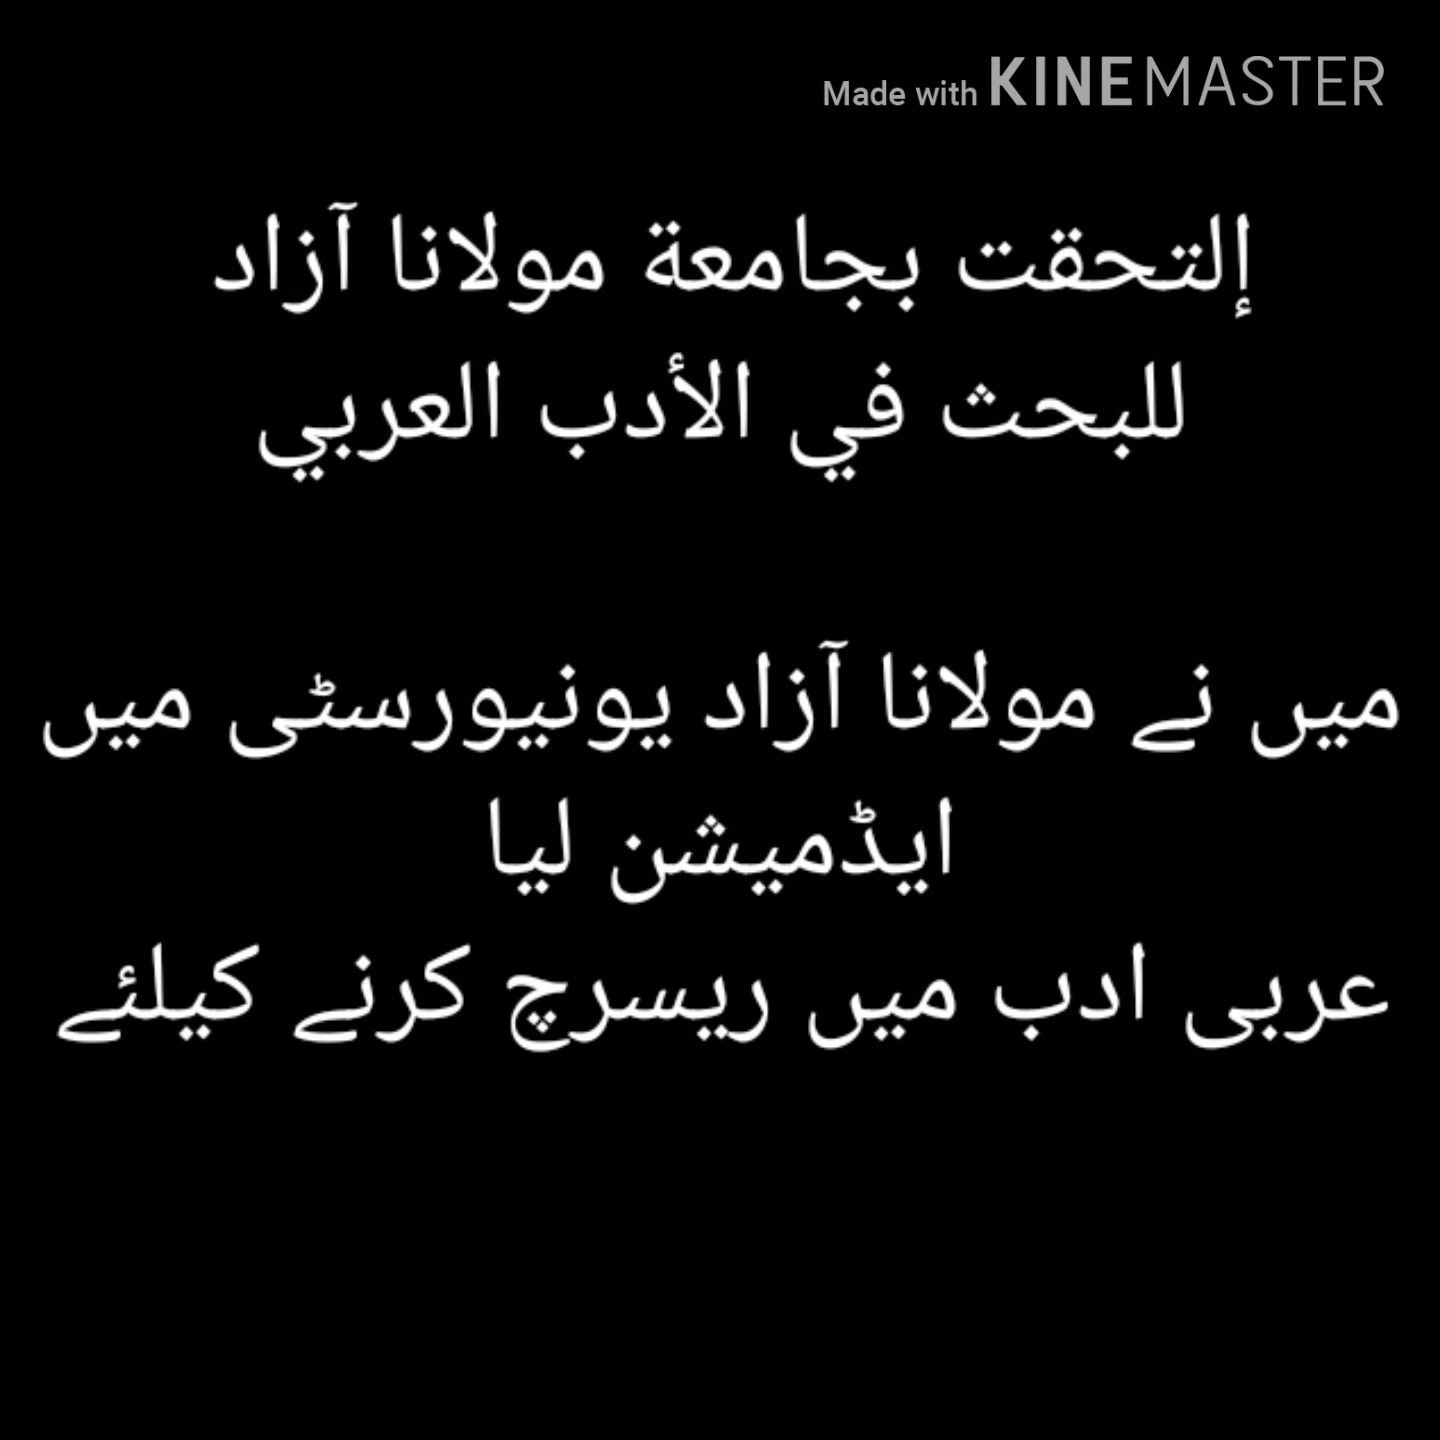 Made with KINEMASTER
إلتحقت بجامعة مولانا آزاد
للبحث في الأدب العربي
میں نے مولانا آزاد یونیورسٹی میں
ایڈمیشن لیا
عربی ادب میں ریسرچ کرنے کیلئے